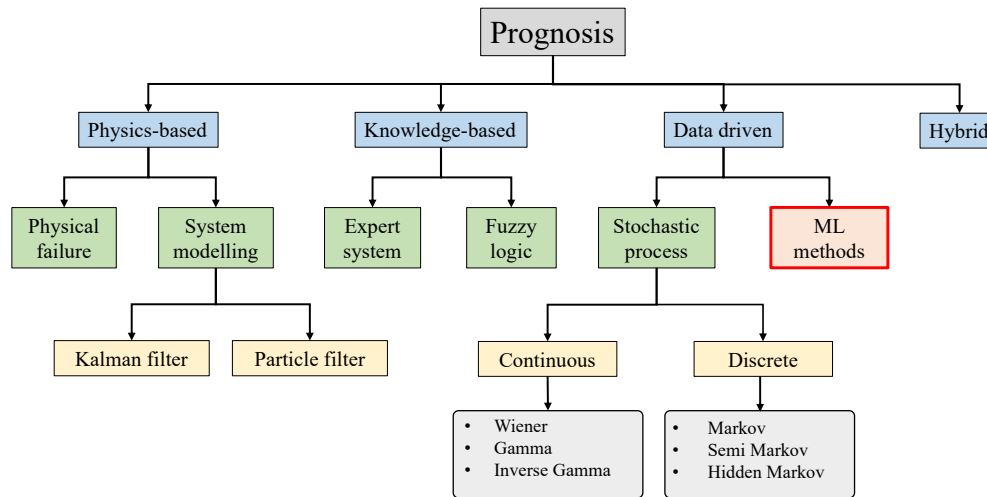 Prognosis
Physics-based
Knowledge-based
Data driven
Hybrid
Physical
failure
System
modelling
Expert
system
Fuzzy
logic
Stochastic
process
ML
methods
Kalman filter
Particle filter
Continuous
Discrete
• Wiener
• Gamma
• Inverse Gamma
• Markov
• Semi Markov
• Hidden Markov